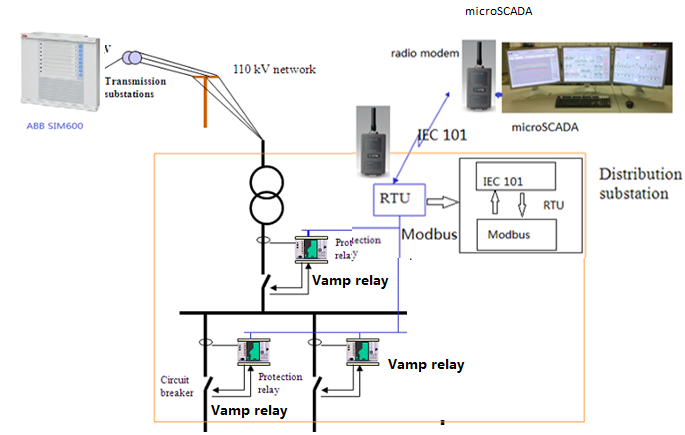 microSCADA
radio modem
V
Transmission
substations
110 kV network
ABB SIM600
microSCADA
IEC 101
Distribution
substation
RTU
IEC 101
RTU
Modbus
Modbus
Protection
relay
Vamp relay
Vamp relay
Circuit
breaker
Protection
relay
Vamp relay